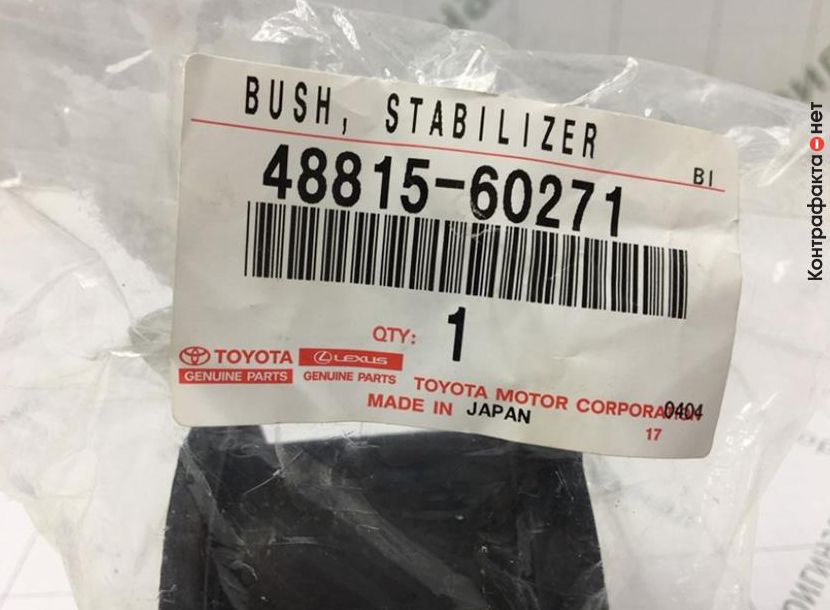 BUSH, STABILIZER
BI
48815-60271
QTY: 1
TOYOTA LEXUS
GENUINE PARTS GENUINE PARTS
TOYOTA MOTOR CORPORATION
0404
MADE IN JAPAN
17
Контрафакта нет